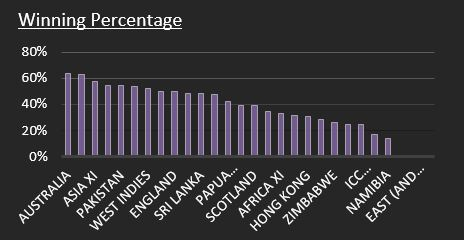 Winning Percentage
80%
60%
40%
20%
0%
AUSTRALIA
ASIA XI
PAKISTAN
WEST INDIES
ENGLAND
SRI LANKA
PAPUA...
SCOTLAND
AFRICA XI
HONG KONG
ZIMBABWE
ICC...
NAMIBIA
EAST (AND...